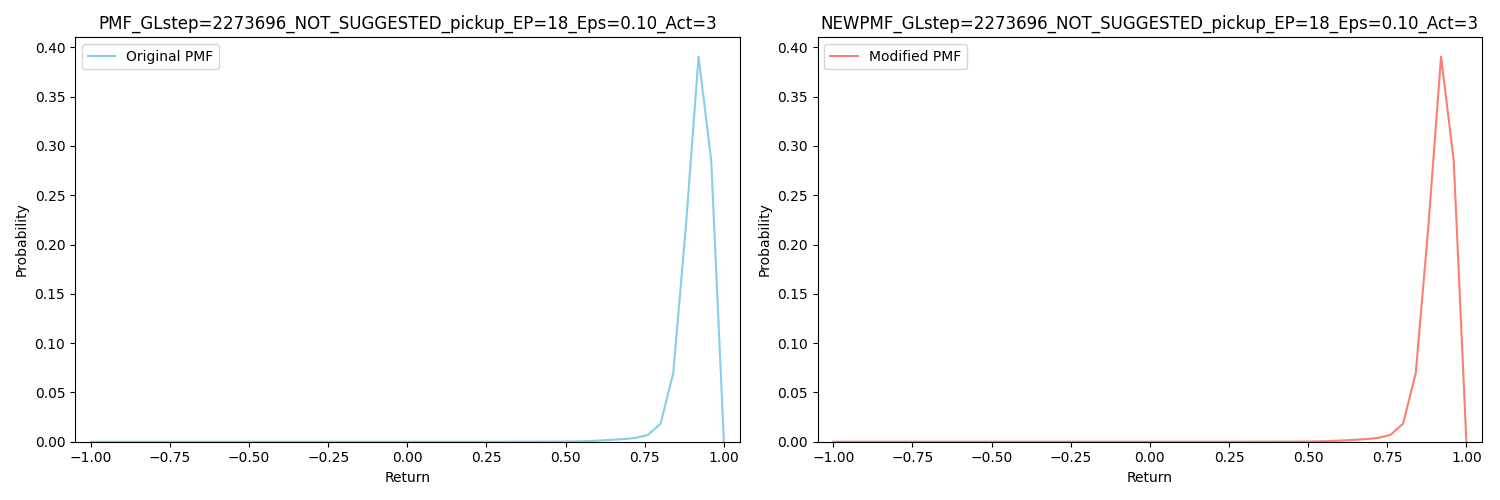 PMF_GLstep=2273696_NOT_SUGGESTED_pickup_EP=18_Eps=0.10_Act=3
Original PMF
0.40
0.35
0.30
0.25
0.20
0.15
0.10
0.05
0.00
Probability
−1.00 −0.75 −0.50 −0.25 0.00 0.25 0.50 0.75 1.00
Return
NEWPMF_GLstep=2273696_NOT_SUGGESTED_pickup_EP=18_Eps=0.10_Act=3
Modified PMF
0.40
0.35
0.30
0.25
0.20
0.15
0.10
0.05
0.00
Probability
−1.00 −0.75 −0.50 −0.25 0.00 0.25 0.50 0.75 1.00
Return